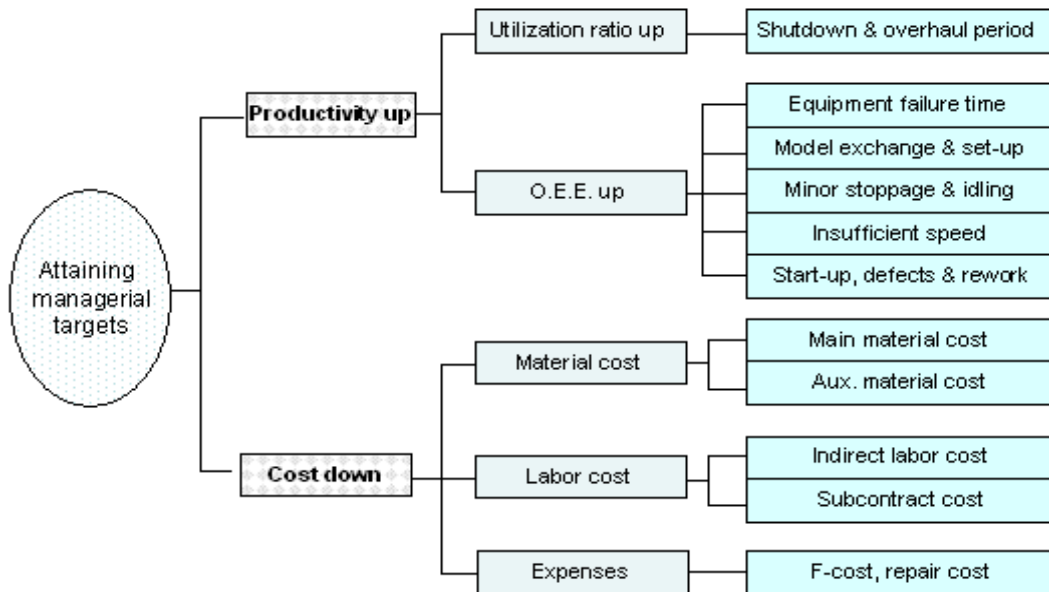 Attaining
managerial
targets
Productivity up
Utilization ratio up
Shutdown & overhaul period
O.E.E. up
Equipment failure time
Model exchange & set-up
Minor stoppage & idling
Insufficient speed
Start-up, defects & rework
Cost down
Material cost
Main material cost
Aux. material cost
Labor cost
Indirect labor cost
Subcontract cost
Expenses
F-cost, repair cost